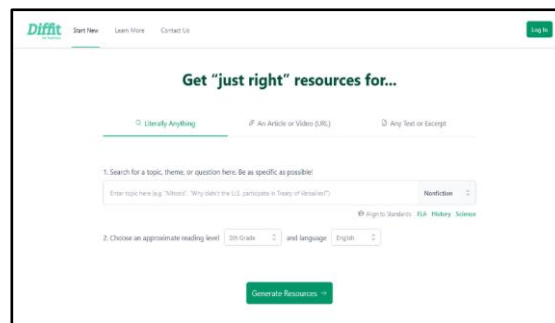 Diffit
Start New
Learn More
Contact Us
Log In
Get “just right” resources for...
Literally Anything
An Article or Video (URL)
Any Text or Excerpt
1. Search for a topic, theme, or question here. Be as specific as possible!
Enter topic here (e.g. "Mitosis", "Why didn't the U.S. participate in Treaty of Versailles?")
Nonfiction
Align to Standards ELA History Science
2. Choose an approximate reading level 5th Grade and language English
Generate Resources →